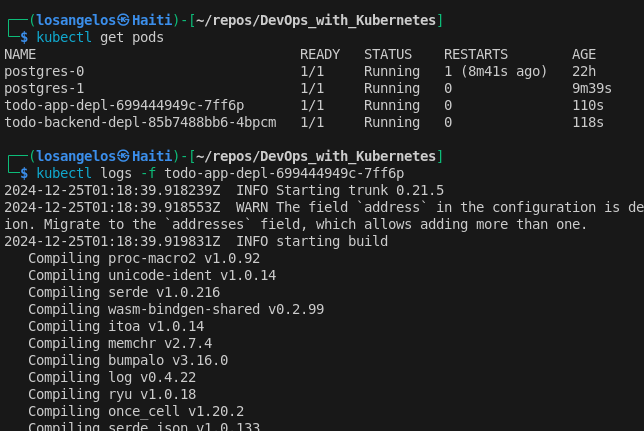 ┌──(losangelos㉿Haiti)-[~/repos/DevOps_with_Kubernetes]
└─$ kubectl get pods
NAME READY STATUS RESTARTS AGE
postgres-0 1/1 Running 1 (8m41s ago) 22h
postgres-1 1/1 Running 0 9m39s
todo-app-depl-699444949c-7ff6p 1/1 Running 0 110s
todo-backend-depl-85b7488bb6-4bpcm 1/1 Running 0 118s
┌──(losangelos㉿Haiti)-[~/repos/DevOps_with_Kubernetes]
└─$ kubectl logs -f todo-app-depl-699444949c-7ff6p
2024-12-25T01:18:39.918239Z INFO Starting trunk 0.21.5
2024-12-25T01:18:39.918553Z WARN The field `address` in the configuration is de
ion. Migrate to the `addresses` field, which allows adding more than one.
2024-12-25T01:18:39.919831Z INFO starting build
Compiling proc-macro2 v1.0.92
Compiling unicode-ident v1.0.14
Compiling serde v1.0.216
Compiling wasm-bindgen-shared v0.2.99
Compiling itoa v1.0.14
Compiling memchr v2.7.4
Compiling bumpalo v3.16.0
Compiling log v0.4.22
Compiling ryu v1.0.18
Compiling once_cell v1.20.2
Compiling serde_json v1.0.133